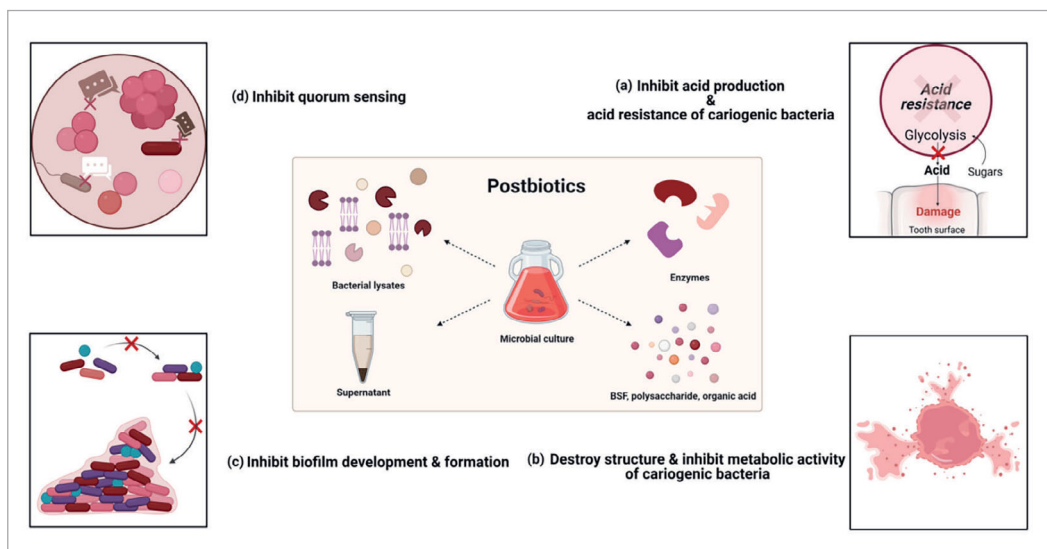 (d) Inhibit quorum sensing
(a) Inhibit acid production
&
acid resistance of cariogenic bacteria
Acid
resistance
Glycolysis
Acid
Sugars
Damage
Tooth surface
Postbiotics
Bacterial lysates
Enzymes
Microbial culture
Supernatant
BSF, polysaccharide, organic acid
(c) Inhibit biofilm development & formation
(b) Destroy structure & inhibit metabolic activity
of cariogenic bacteria